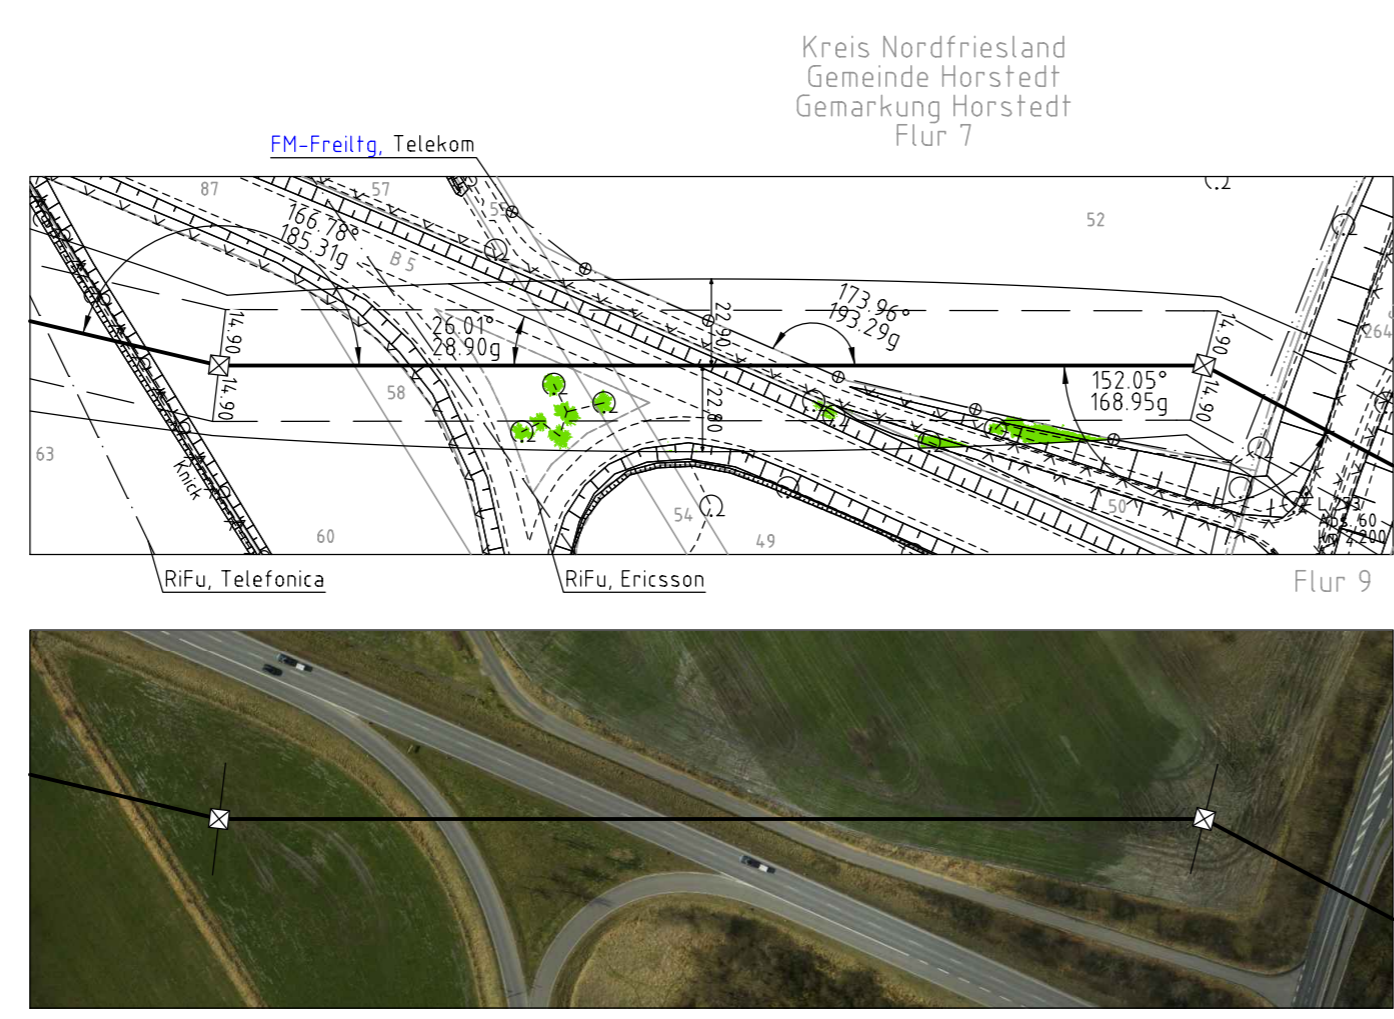 Kreis Nordfriesland
Gemeinde Horstedt
Gemarkung Horstedt
Flur 7
FM-Freiltg, Telekom
87
57
55
52
166.78°
185.31g
B 5
173.96°
193.29g
22.90
14.90
14.90
26.01°
28.90g
264
152.05°
168.95g
14.90
14.90
22.80
58
63
Knick
60
54
49
50
Abs. 60
RiFu, Telefonica
RiFu, Ericsson
Flur 9